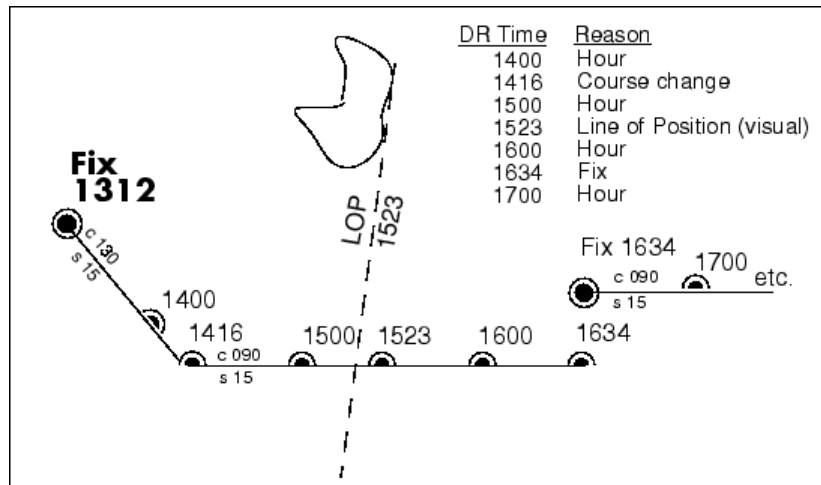 DR Time Reason
1400 Hour
1416 Course change
1500 Hour
1523 Line of Position (visual)
1600 Hour
1634 Fix
1700 Hour
Fix
1312
c 130
s 15
LOP
1523
Fix 1634
1700
etc.
c 090
s 15
1400
1416
1500
1523
1600
1634
c 090
s 15